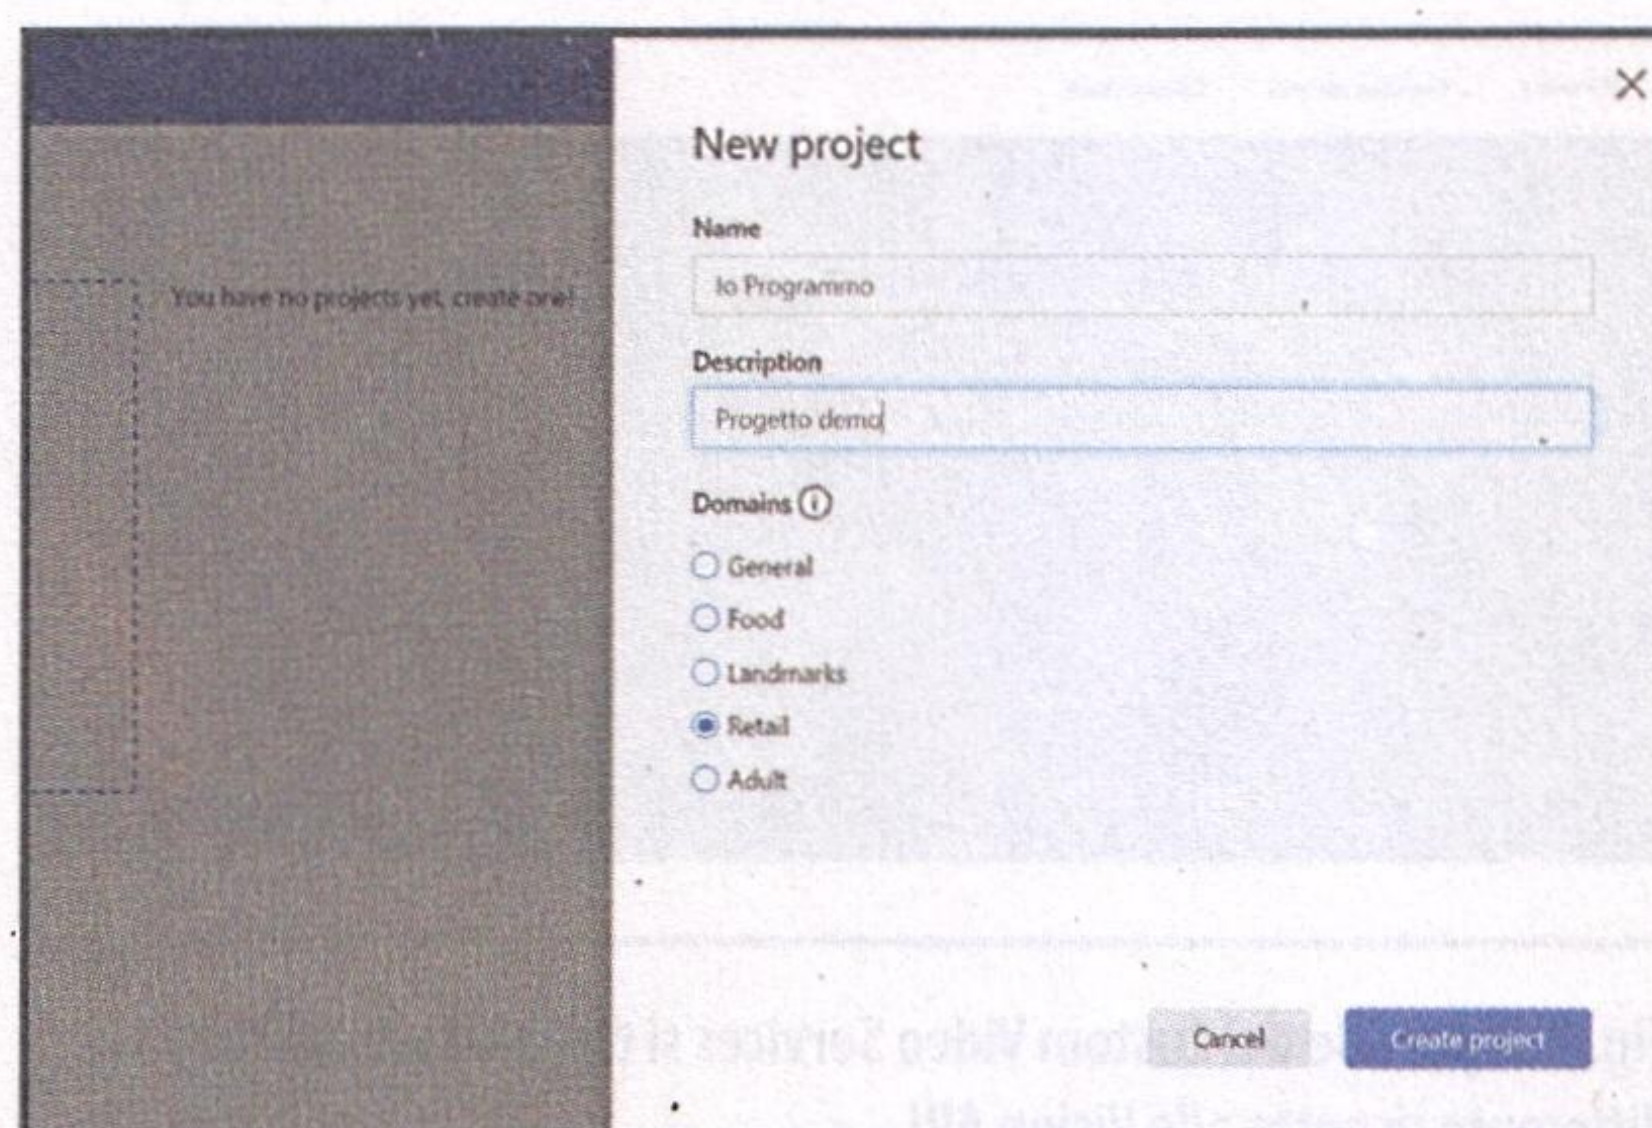 New project
Name
Io Programmo
You have no projects yet, create one!
Description
Progetto demo
Domains i
General
Food
Landmarks
Retail
Adult
Cancel
Create project